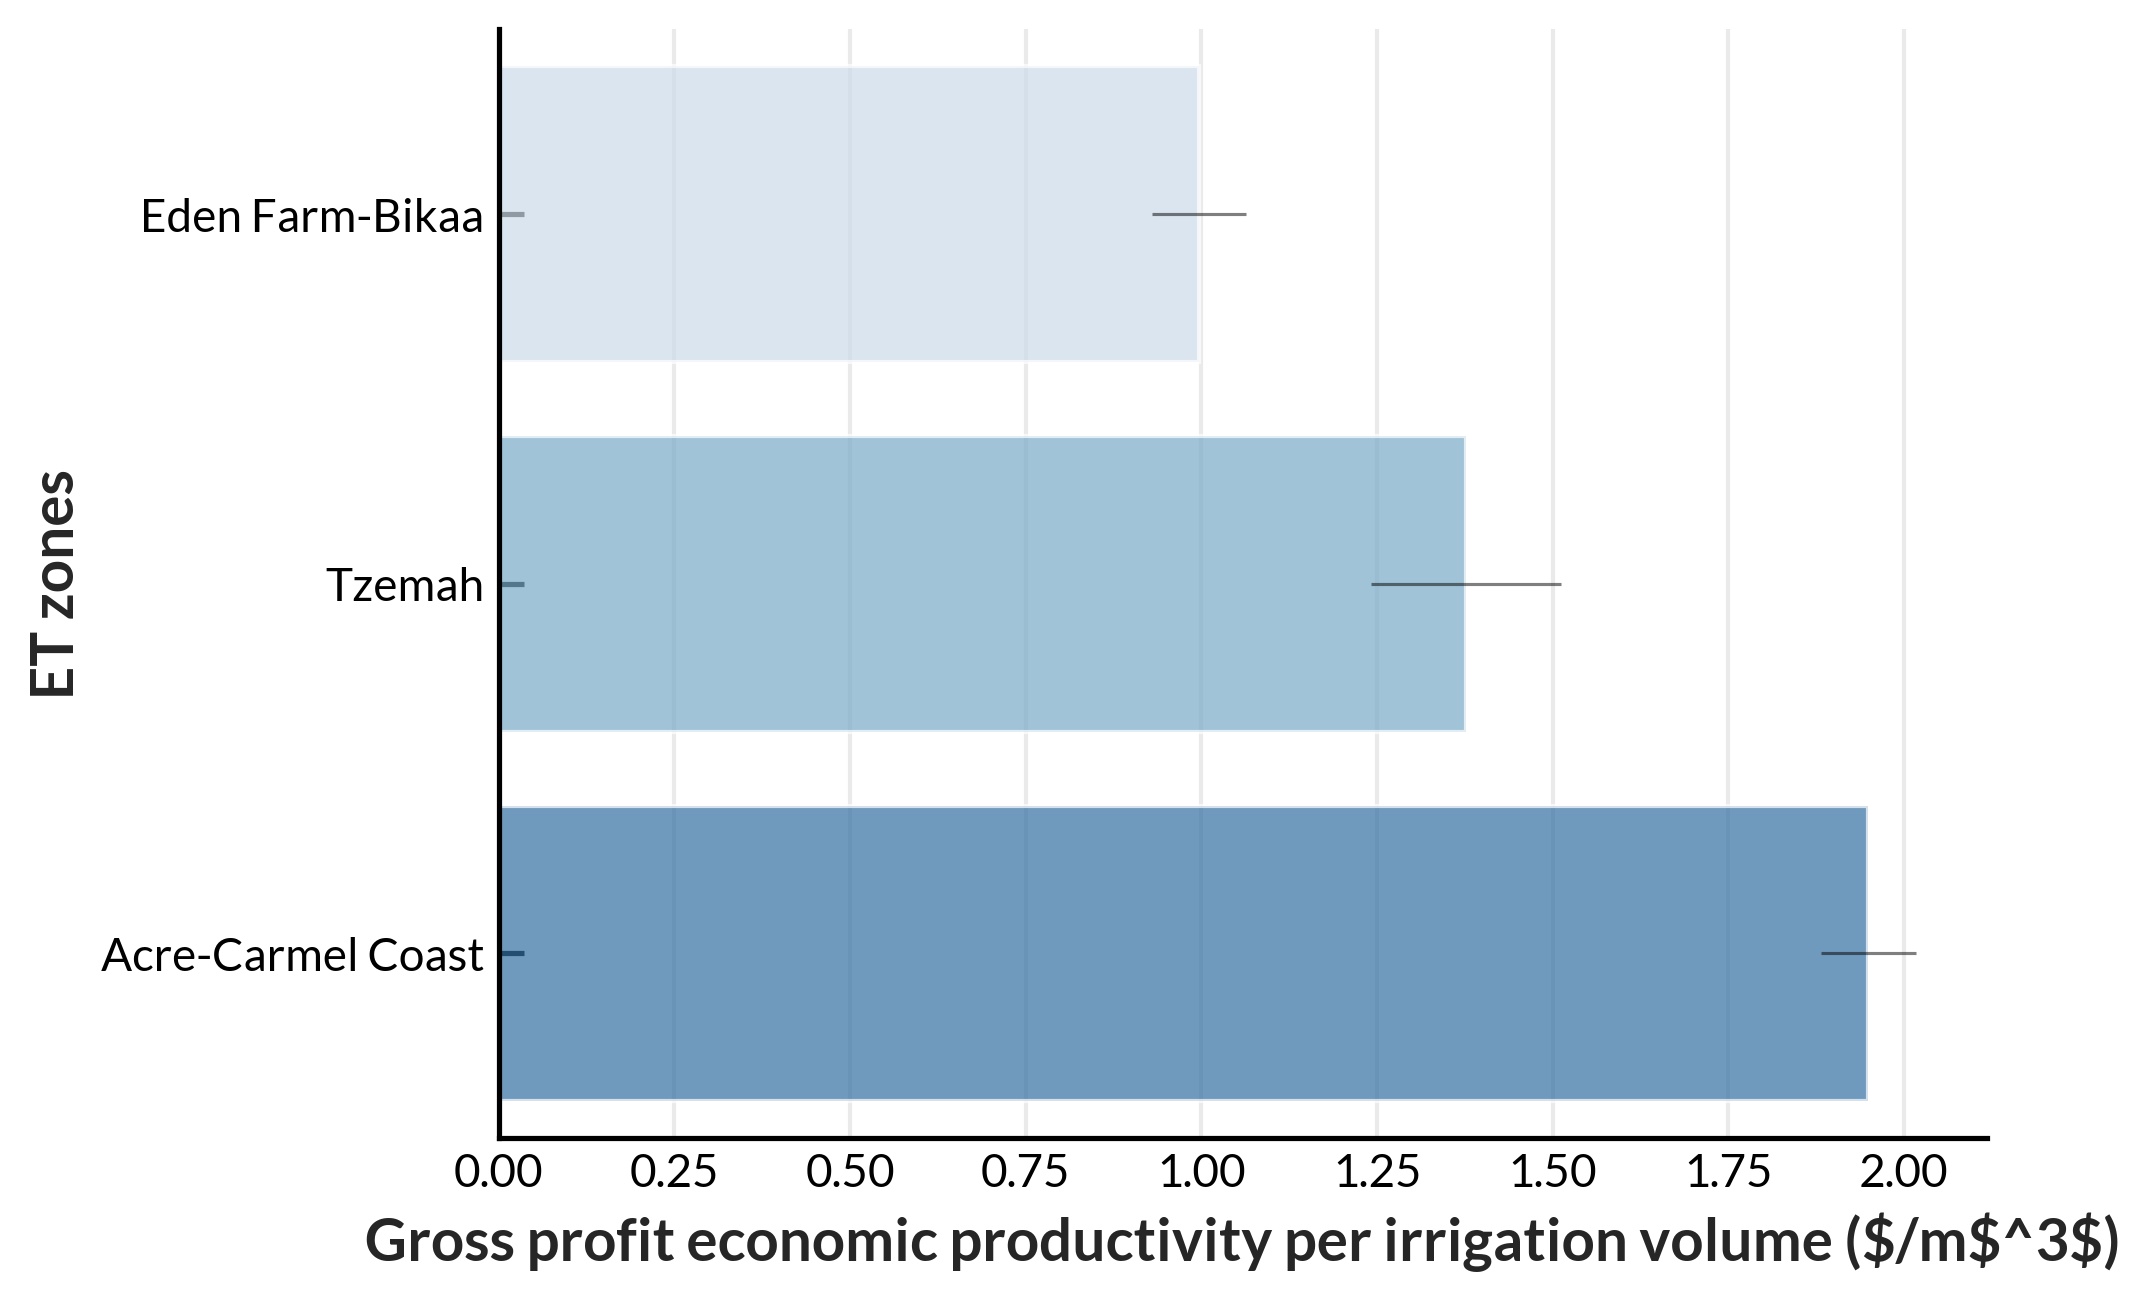 Eden Farm-Bikaa
Tzemah
Acre-Carmel Coast
ET zones
0.00 0.25 0.50 0.75 1.00 1.25 1.50 1.75 2.00
Gross profit economic productivity per irrigation volume ($/m$^3$)